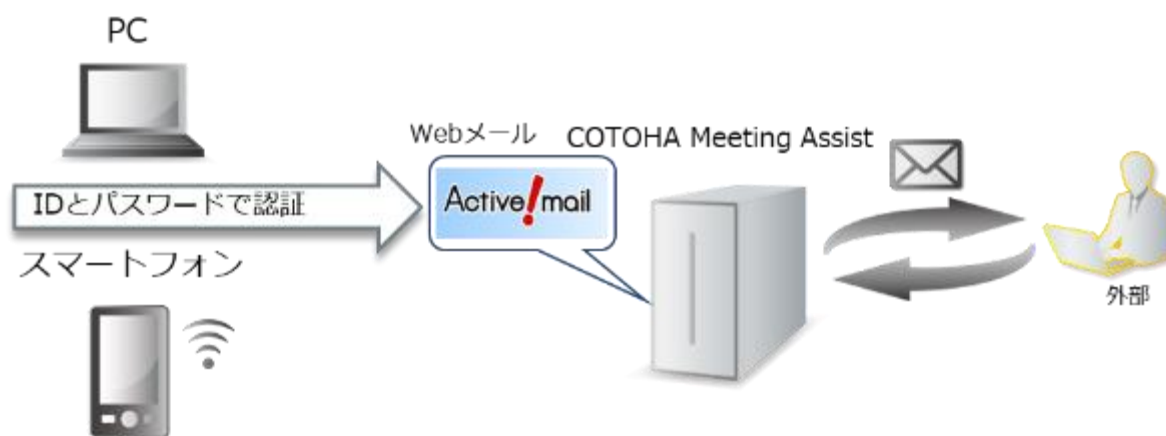 PC
Webメール
COTOHA Meeting Assist
Active!mail
IDとパスワードで認証
スマートフォン
外部